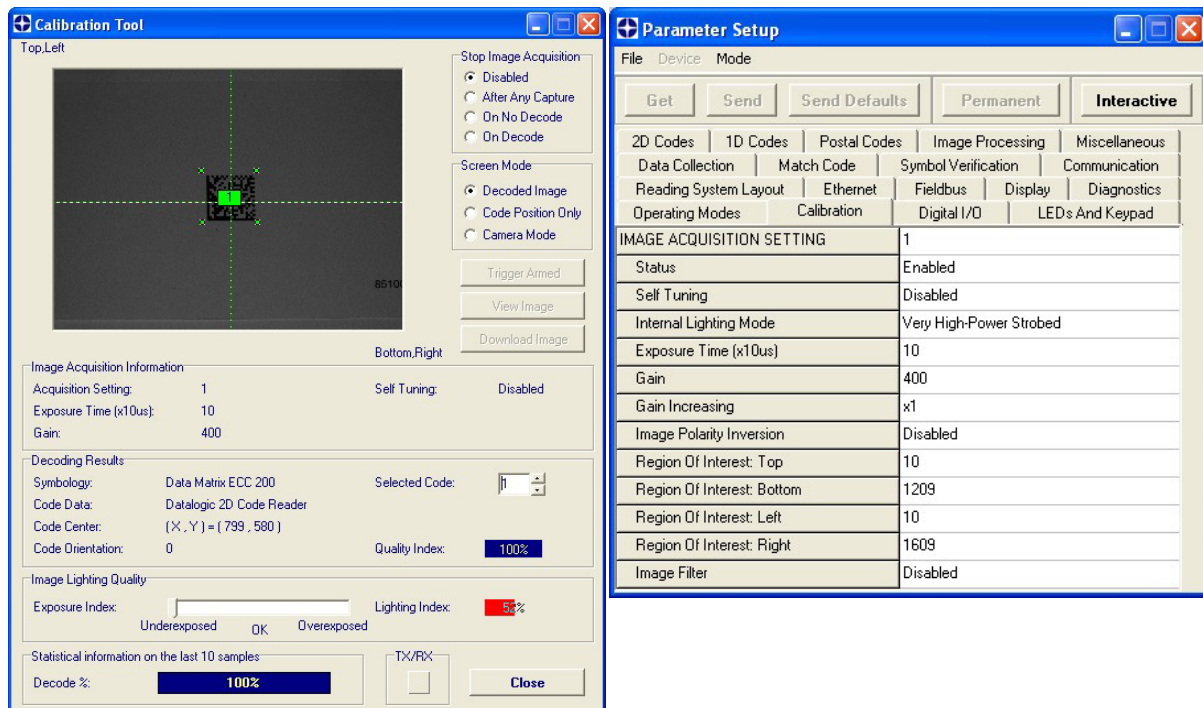 Calibration Tool
Top,Left
Stop Image Acquisition
Disabled
After Any Capture
On No Decode
On Decode
Screen Mode
Decoded Image
Code Position Only
Camera Mode
1
85100
Trigger Armed
View Image
Download Image
Bottom,Right
Image Acquisition Information
Acquisition Setting: 1 Self Tuning: Disabled
Exposure Time (x10us): 10
Gain: 400
Decoding Results
Symbology: Data Matrix ECC 200 Selected Code: 1
Code Data: Datalogic 2D Code Reader
Code Center: ( X , Y ) = ( 799 , 580 )
Code Orientation: 0 Quality Index: 100%
Image Lighting Quality
Exposure Index: Lighting Index: 52%
Underexposed OK Overexposed
Statistical information on the last 10 samples TX/RX
Decode %: 100% Close
Parameter Setup
File Device Mode
Get Send Send Defaults Permanent Interactive
2D Codes 1D Codes Postal Codes Image Processing Miscellaneous
Data Collection Match Code Symbol Verification Communication
Reading System Layout Ethernet Fieldbus Display Diagnostics
Operating Modes Calibration Digital I/O LEDs And Keypad
IMAGE ACQUISITION SETTING 1
Status Enabled
Self Tuning Disabled
Internal Lighting Mode Very High-Power Strobed
Exposure Time (x10us) 10
Gain 400
Gain Increasing x1
Image Polarity Inversion Disabled
Region Of Interest: Top 10
Region Of Interest: Bottom 1209
Region Of Interest: Left 10
Region Of Interest: Right 1609
Image Filter Disabled